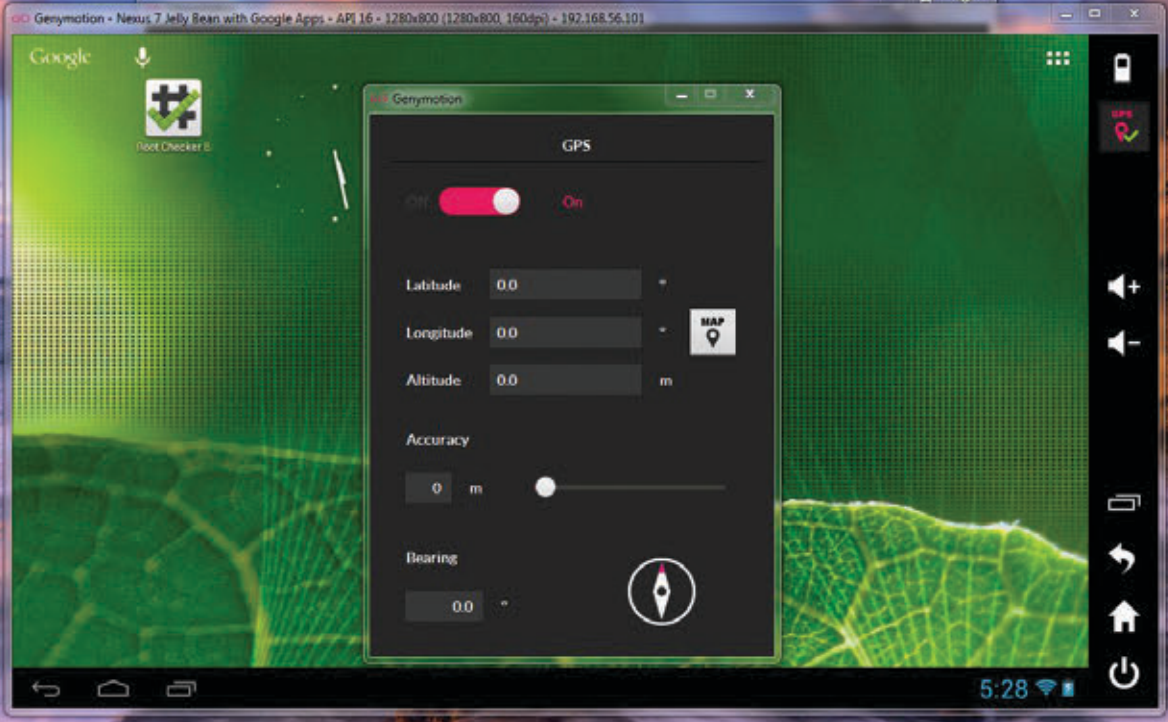 Genymotion - Nexus 7 Jelly Bean with Google Apps - API 16 - 1280x800 (1280x800, 160dpi) - 192.168.56.101
Google
Root Checker B
GPS
Genymotion
GPS
Off On
Latitude 0.0 °
Longitude 0.0 °
MAP
Altitude 0.0 m
Accuracy
0 m
Bearing
0.0 °
5:28